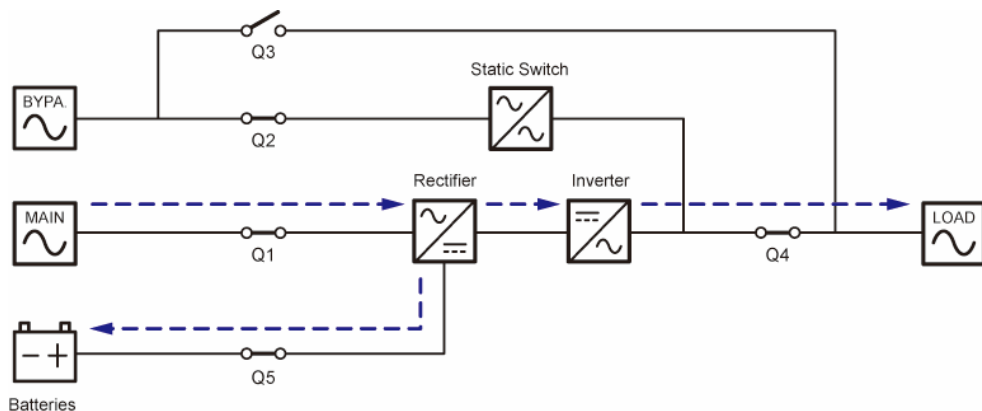 Q3
Static Switch
BYPA.
Q2
Rectifier
Inverter
MAIN
LOAD
Q1
Q4
Q5
Batteries